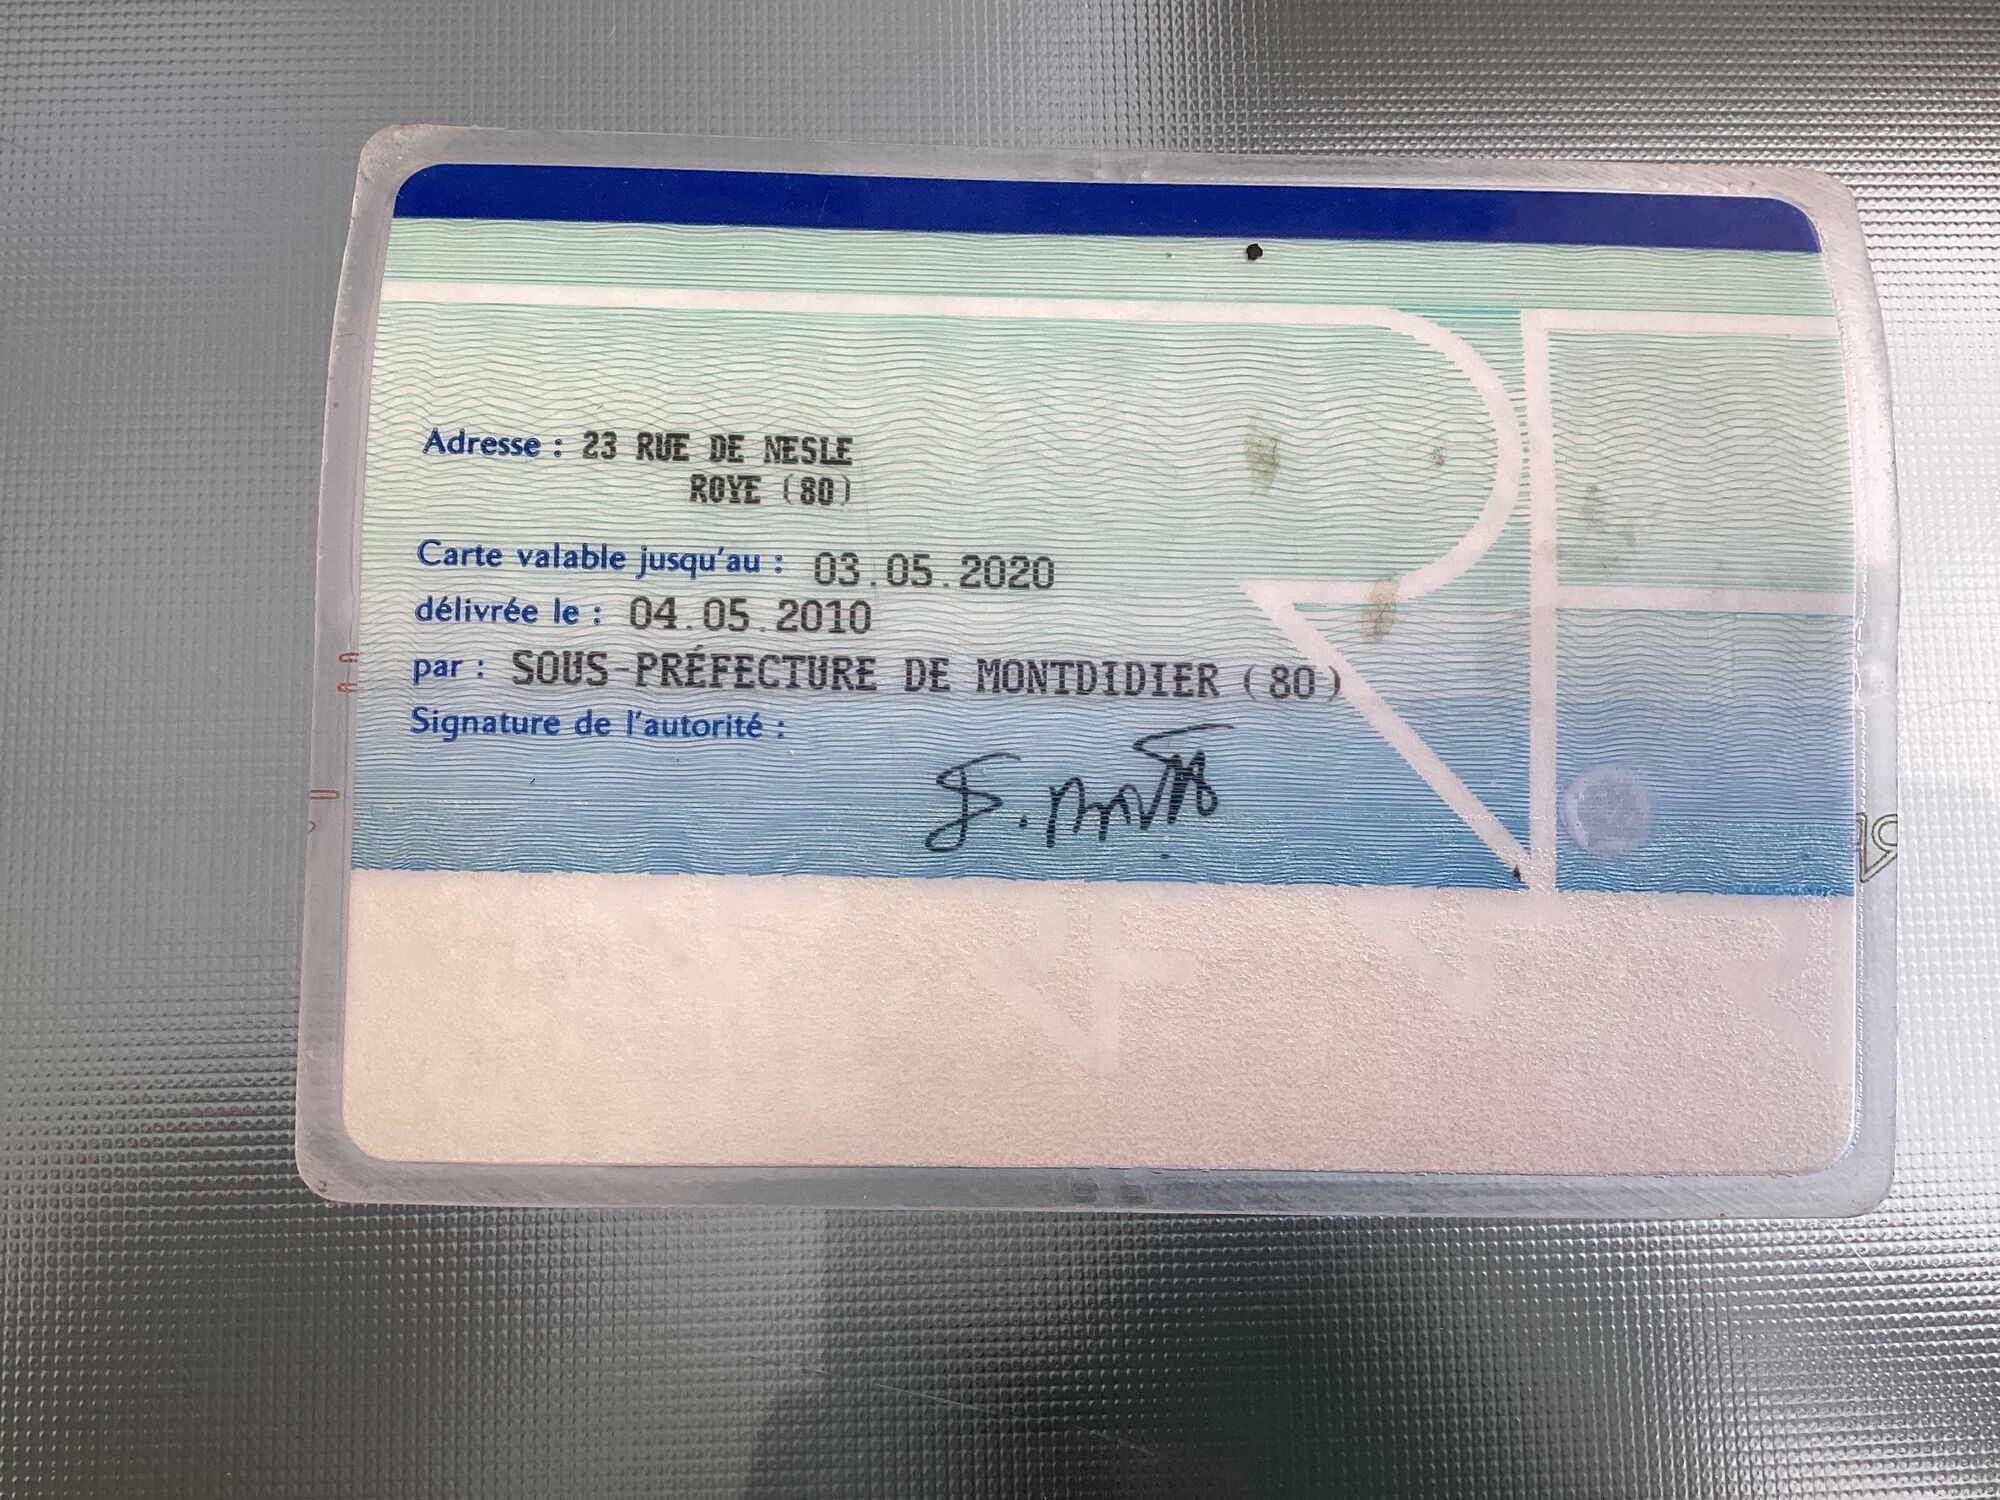 Adresse : 23 RUE DE NESLE
ROYE (80)
Carte valable jusqu'au : 03.05.2020
délivrée le : 04.05.2010
par : SOUS-PRÉFECTURE DE MONTDIDIER (80)
Signature de l'autorité :
RF